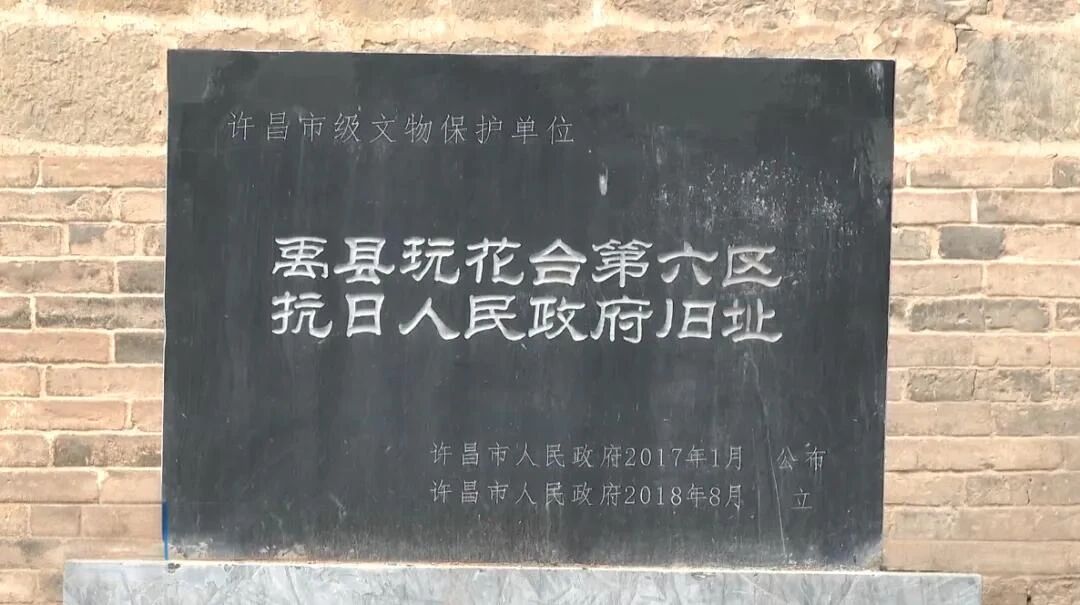 许昌市级文物保护单位
禹县玩花台第六区
抗日人民政府旧址
许昌市人民政府2017年1月 公布
许昌市人民政府2018年8月 立